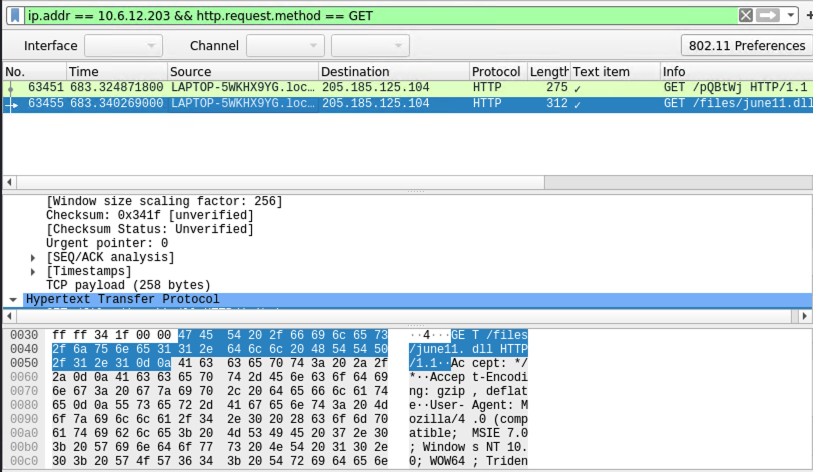 ip.addr == 10.6.12.203 && http.request.method == GET
Interface Channel 802.11 Preferences
No. Time Source Destination Protocol Length Text item Info
63451 683.324871800 LAPTOP-5WKHX9YG.loc… 205.185.125.104 HTTP 275 ✓ GET /pQBtWj HTTP/1.1
63455 683.340269000 LAPTOP-5WKHX9YG.loc… 205.185.125.104 HTTP 312 ✓ GET /files/june11.dll
[Window size scaling factor: 256]
Checksum: 0x341f [unverified]
[Checksum Status: Unverified]
Urgent pointer: 0
[SEQ/ACK analysis]
[Timestamps]
TCP payload (258 bytes)
Hypertext Transfer Protocol
0030 ff ff 34 1f 00 00 47 45 54 20 2f 66 69 6c 65 73 ··4···GE T /files
0040 2f 6a 75 6e 65 31 31 2e 64 6c 6c 20 48 54 54 50 /june11. dll HTTP
0050 2f 31 2e 31 0d 0a 41 63 63 65 70 74 3a 20 2a 2f /1.1··Ac cept: */
0060 2a 0d 0a 41 63 63 65 70 74 2d 45 6e 63 6f 64 69 *··Accep t-Encodi
0070 6e 67 3a 20 67 7a 69 70 2c 20 64 65 66 6c 61 74 ng: gzip , deflat
0080 65 0d 0a 55 73 65 72 2d 41 67 65 6e 74 3a 20 4d e··User- Agent: M
0090 6f 7a 69 6c 6c 61 2f 34 2e 30 20 28 63 6f 6d 70 ozilla/4 .0 (comp
00a0 61 74 69 62 6c 65 3b 20 4d 53 49 45 20 37 2e 30 atible;  MSIE 7.0
00b0 3b 20 57 69 6e 64 6f 77 73 20 4e 54 20 31 30 2e ; Window s NT 10.
00c0 30 3b 20 57 4f 57 36 34 3b 20 54 72 69 64 65 6e 0; WOW64 ; Triden